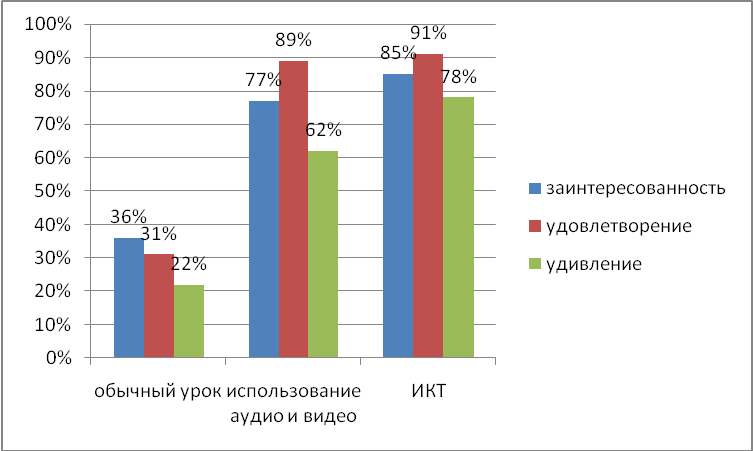 100%
90%
80%
70%
60%
50%
40%
30%
20%
10%
0%
36%
31%
22%
77%
89%
62%
85%
91%
78%
обычный урок
использование
аудио и видео
ИКТ
заинтересованность
удовлетворение
удивление